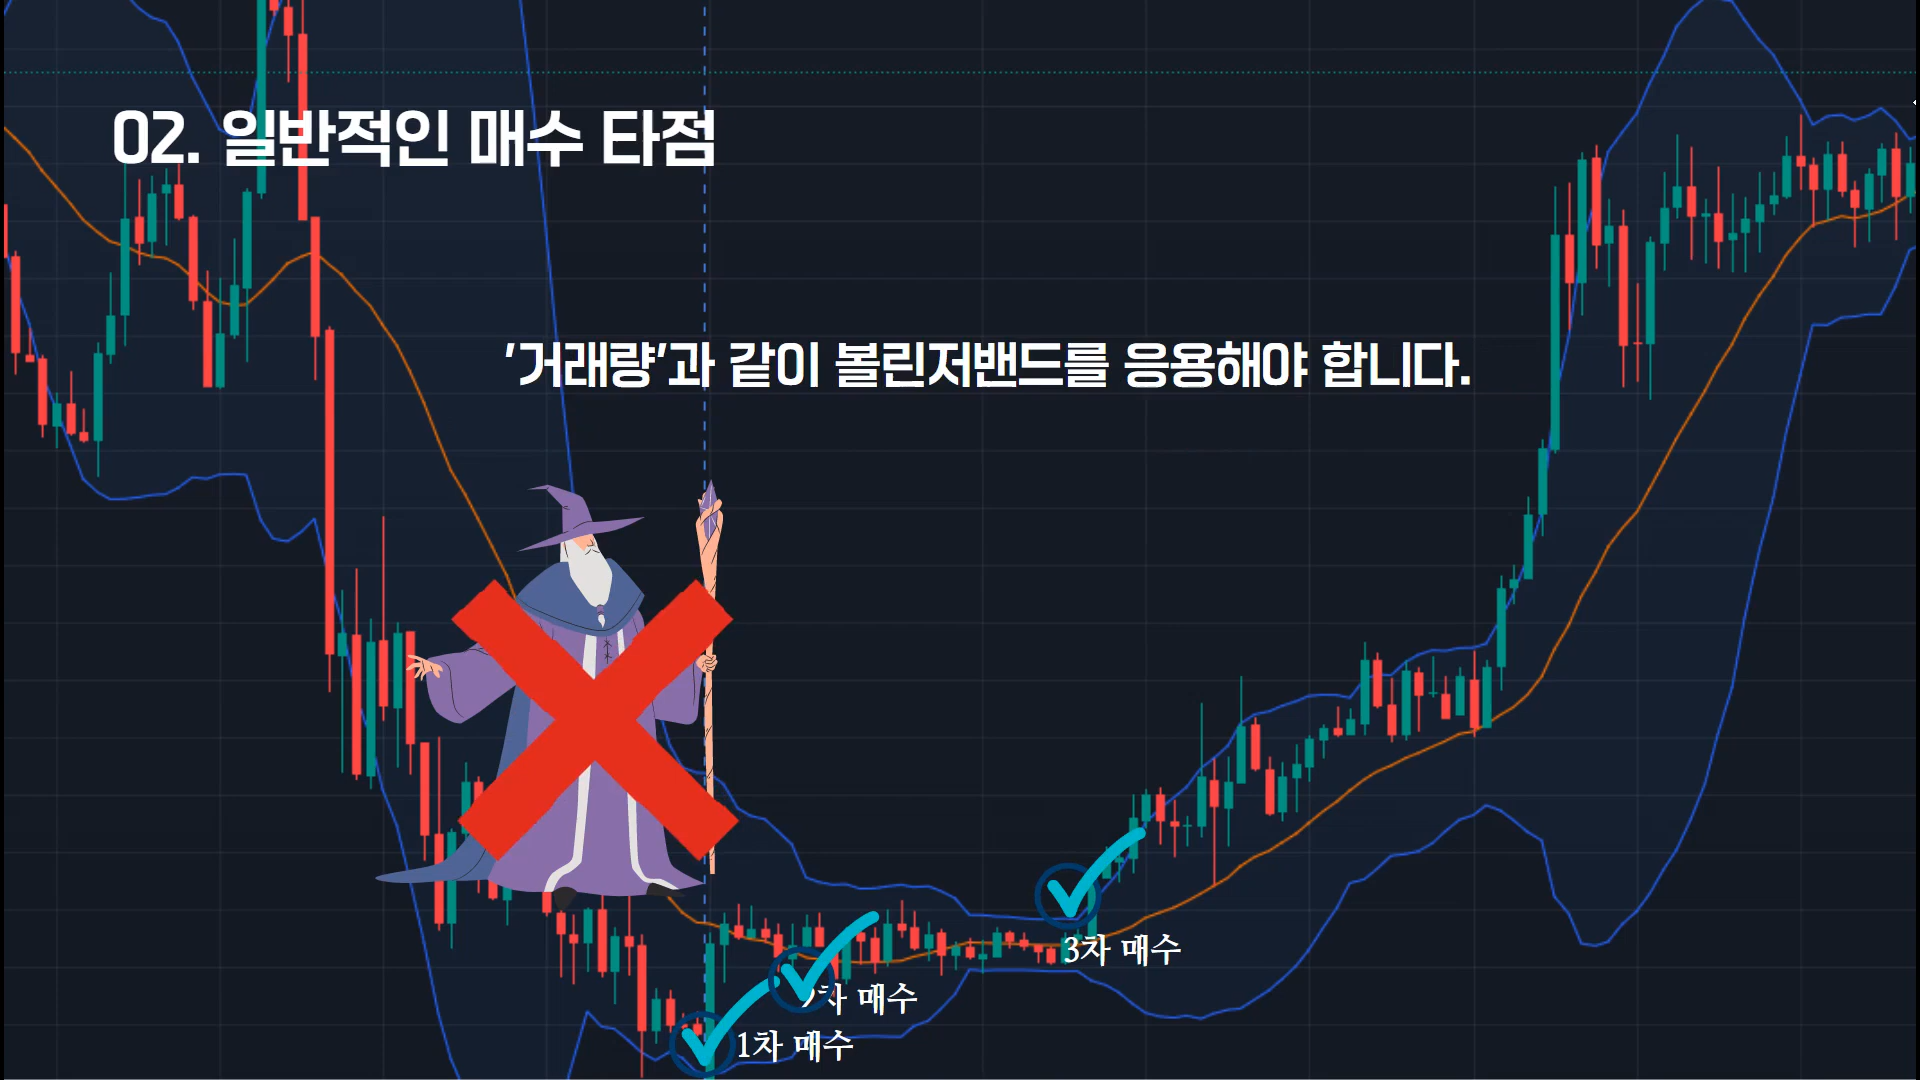 02. 일반적인 매수 타점
'거래량'과 같이 볼린저밴드를 응용해야 합니다.
3차 매수
2차 매수
1차 매수